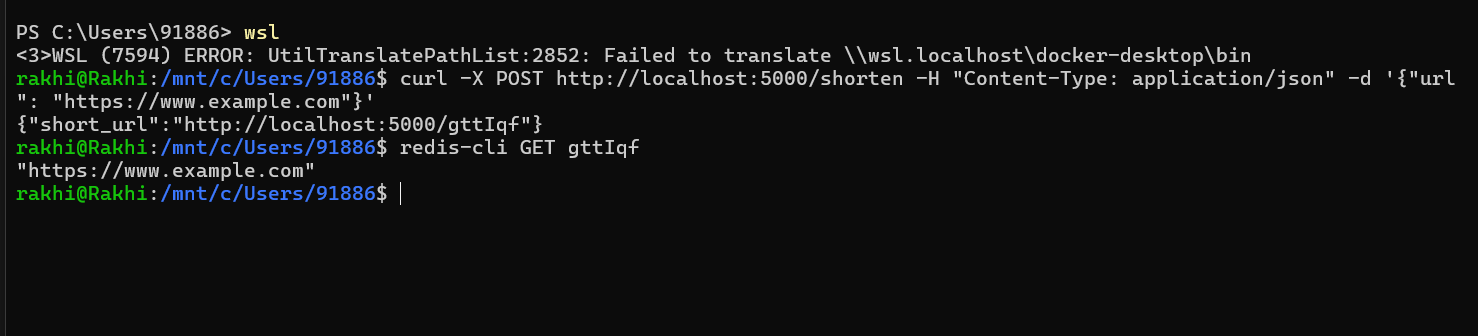 PS C:\Users\91886> wsl
<3>WSL (7594) ERROR: UtilTranslatePathList:2852: Failed to translate \\wsl.localhost\docker-desktop\bin
rakhi@Rakhi:/mnt/c/Users/91886$ curl -X POST http://localhost:5000/shorten -H "Content-Type: application/json" -d '{"url
": "https://www.example.com"}'
{"short_url":"http://localhost:5000/gttIqf"}
rakhi@Rakhi:/mnt/c/Users/91886$ redis-cli GET gttIqf
"https://www.example.com"
rakhi@Rakhi:/mnt/c/Users/91886$